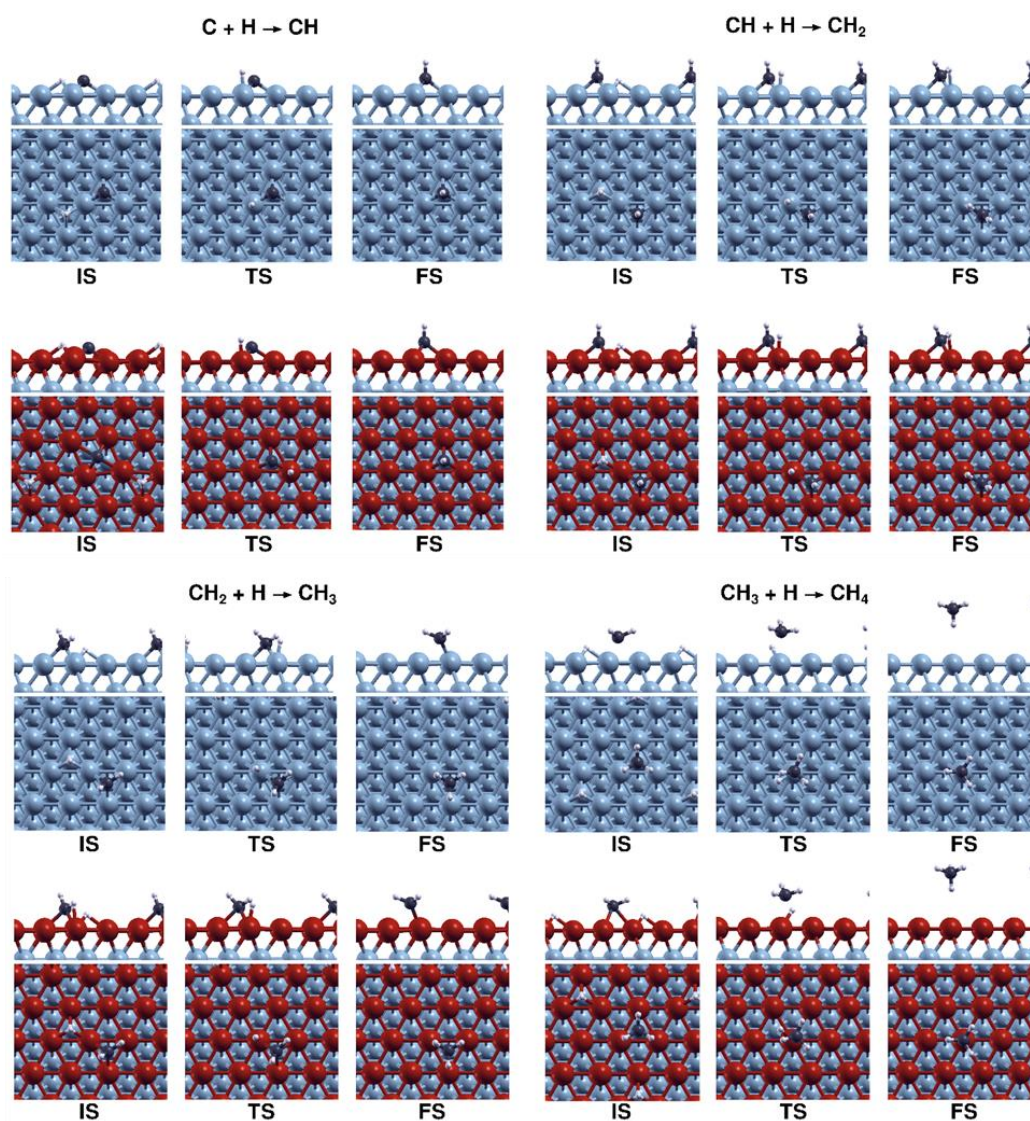 C + H → CH
CH + H → CH₂
IS TS FS
IS TS FS
IS TS FS
IS TS FS
CH₂ + H → CH₃
CH₃ + H → CH₄
IS TS FS
IS TS FS
IS TS FS
IS TS FS